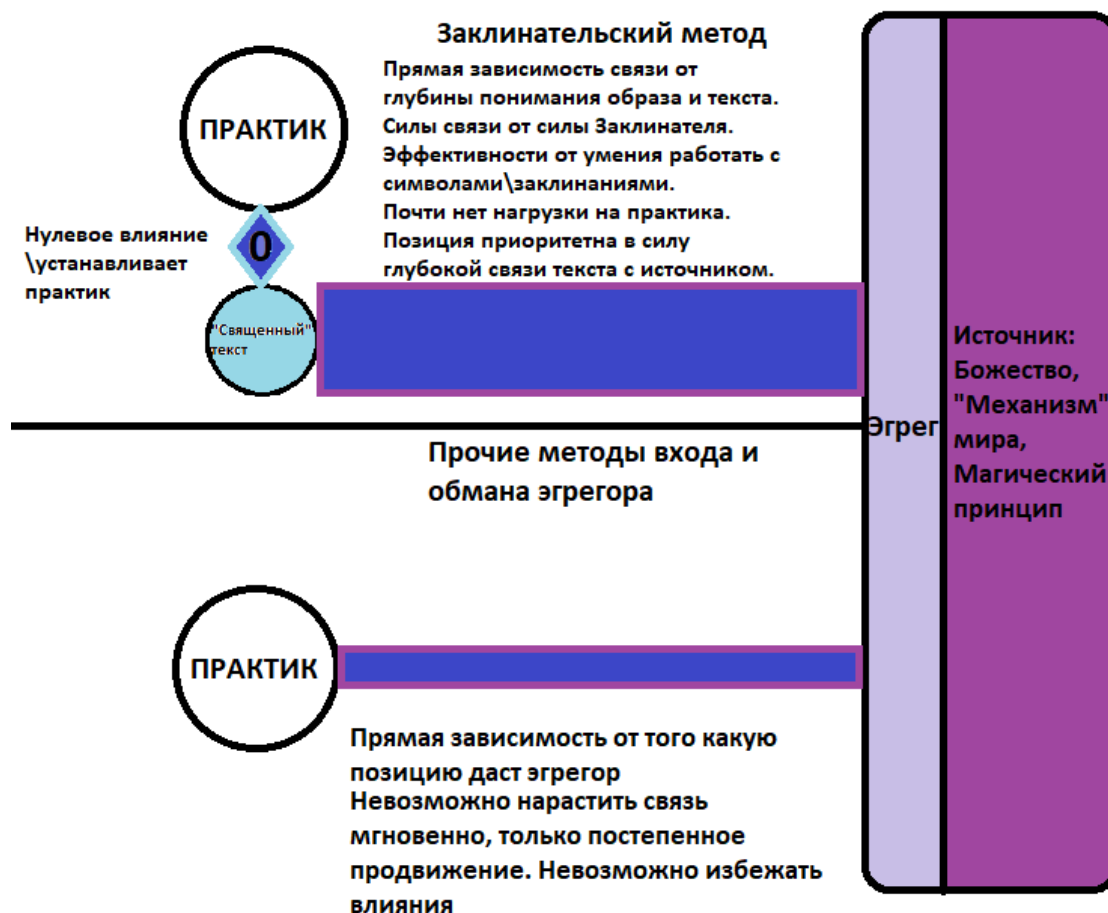 Заклинательский метод
Прямая зависимость связи от
глубины понимания образа и текста.
Силы связи от силы Заклинателя.
Эффективности от умения работать с
символами\заклинаниями.
Почти нет нагрузки на практика.
Позиция приоритетна в силу
глубокой связи текста с источником.
ПРАКТИК
0
Нулевое влияние
\устанавливает
практик
"Священный"
текст
Эгрег
Источник:
Божество,
"Механизм"
мира,
Магический
принцип
Прочие методы входа и
обмана эгрегора
ПРАКТИК
Прямая зависимость от того какую
позицию даст эгрегор
Невозможно нарастить связь
мгновенно, только постепенное
продвижение. Невозможно избежать
влияния